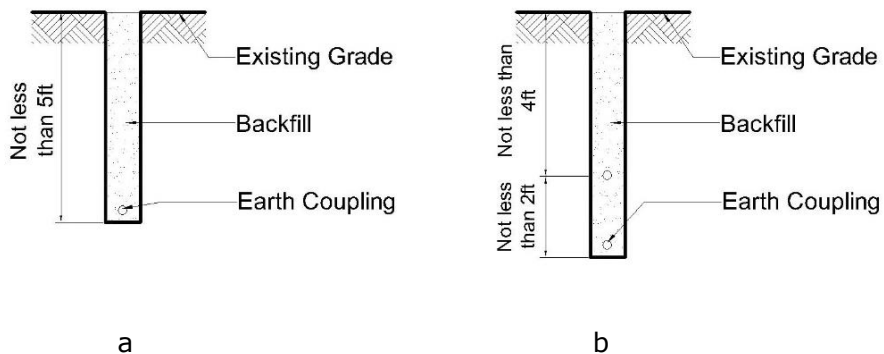 Not less
than 5ft
Existing Grade
Backfill
Earth Coupling
a
Not less than
4ft
Not less
than 2ft
Existing Grade
Backfill
Earth Coupling
b